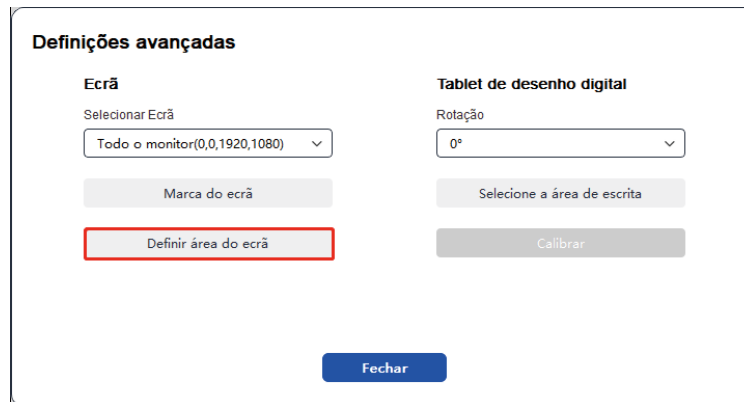 Definições avançadas
Ecrã
Selecionar Ecrã
Todo o monitor(0,0,1920,1080)
Marca do ecrã
Definir área do ecrã
Tablet de desenho digital
Rotação
0°
Selecione a área de escrita
Calibrar
Fechar